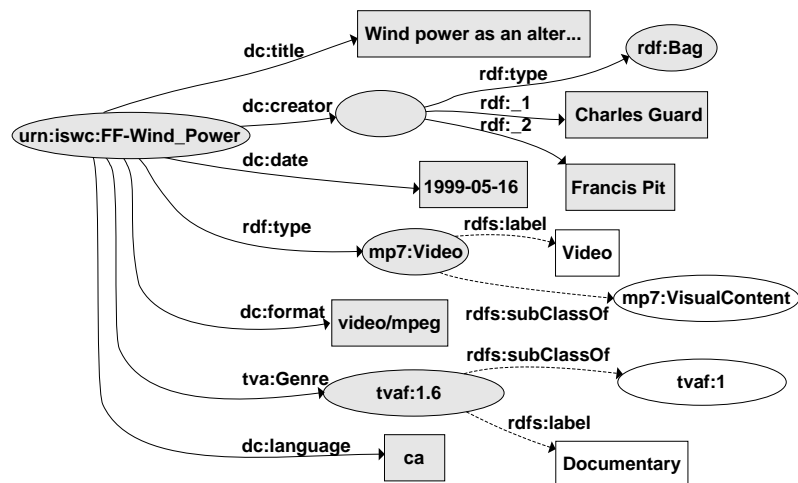 Wind power as an alter...
dc:title
rdf:Bag
rdf:type
dc:creator
rdf:_1
Charles Guard
rdf:_2
urn:iswc:FF-Wind_Power
dc:date
1999-05-16
Francis Pit
rdf:type
rdfs:label
mp7:Video
Video
mp7:VisualContent
dc:format
video/mpeg
rdfs:subClassOf
rdfs:subClassOf
tva:Genre
tvaf:1.6
tvaf:1
rdfs:label
dc:language
ca
Documentary